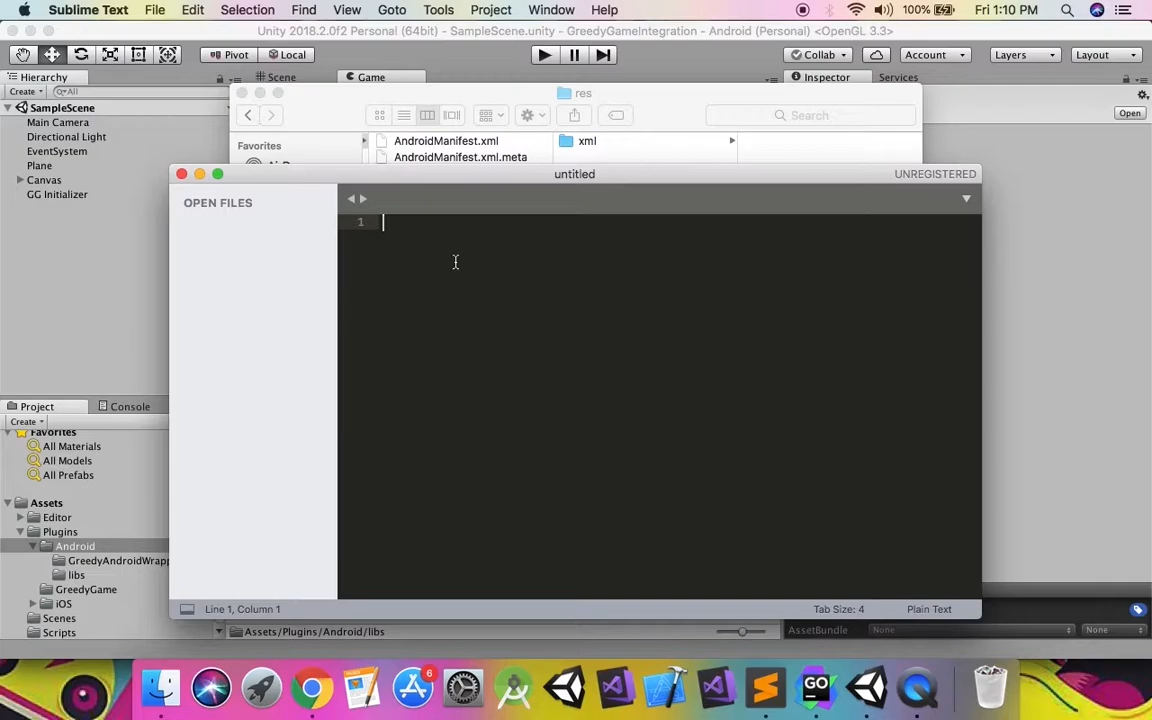 Sublime Text File Edit Selection Find View Goto Tools Project Window Help 100% Fri 1:10 PM
Unity 2018.2.0f2 Personal (64bit) - SampleScene.unity - GreedyGameIntegration - Android (Personal) <OpenGL 3.3>
Pivot Local Collab Account Layers Layout
Hierarchy Scene Game Inspector Services
Create All
SampleScene
Main Camera
Directional Light
EventSystem
Plane
Canvas
GG Initializer
Open
res
Search
Favorites
AndroidManifest.xml xml
AndroidManifest.xml.meta
untitled UNREGISTERED
OPEN FILES
1
Line 1, Column 1 Tab Size: 4 Plain Text
Project Console
Create
Favorites
All Materials
All Models
All Prefabs
Assets
Editor
Plugins
Android
GreedyAndroidWrapp
libs
GreedyGame
iOS
Scenes
Scripts
Assets/Plugins/Android/libs
AssetBundle None None
6
GO